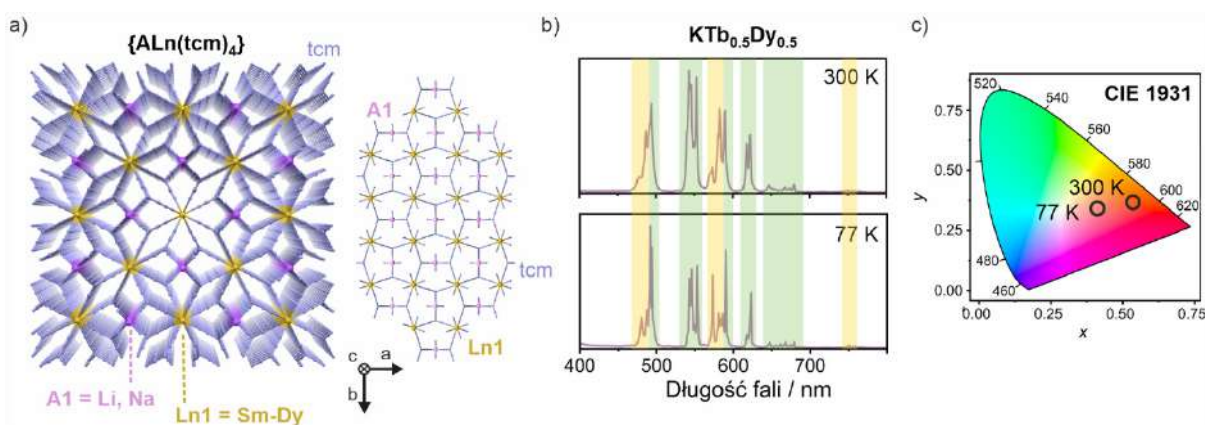 a)
{ALn(tcm)₄}
tcm
A1
tcm
Ln1
c
a
b
A1 = Li, Na
Ln1 = Sm-Dy
b)
KTb₀.₅Dy₀.₅
300 K
77 K
400 500 600 700
Długość fali / nm
c)
CIE 1931
520
540
560
580
600
620
480
460
300 K
77 K
0.75
0.50
0.25
0.00
y
0.00 0.25 0.50 0.75
x